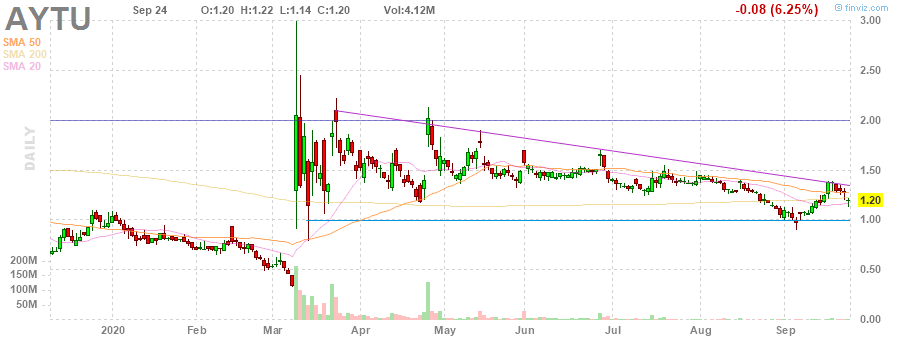 AYTU
Sep 24 O:1.20 H:1.22 L:1.14 C:1.20 Vol:4.12M -0.08 (6.25%) © finviz.com
SMA 50
SMA 200
SMA 20
DAILY
3.00
2.00
1.50
1.20
1.00
0.50
0.00
200M
150M
100M
50M
2020 Feb Mar Apr May Jun Jul Aug Sep